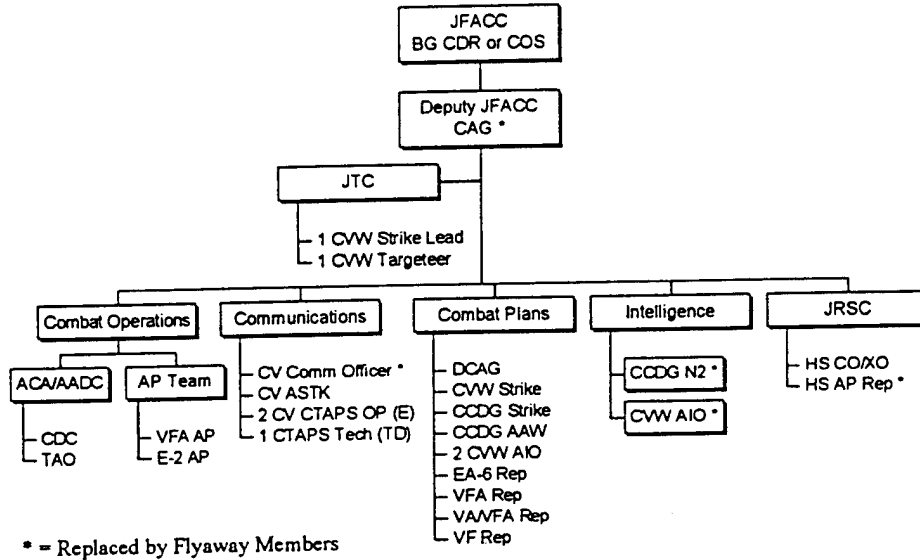 JFACC
BG CDR or COS
Deputy JFACC
CAG *
JTC
1 CVW Strike Lead
1 CVW Targeteer
Combat Operations
ACA/AADC
CDC
TAO
AP Team
VFA AP
E-2 AP
Communications
CV Comm Officer *
CV ASTK
2 CV CTAPS OP (E)
1 CTAPS Tech (TD)
Combat Plans
DCAG
CVW Strike
CCDG Strike
CCDG AAW
2 CVW AIO
EA-6 Rep
VFA Rep
VA/VFA Rep
VF Rep
Intelligence
CCDG N2 *
CVW AIO *
JRSC
HS CO/XO
HS AP Rep *
* = Replaced by Flyaway Members